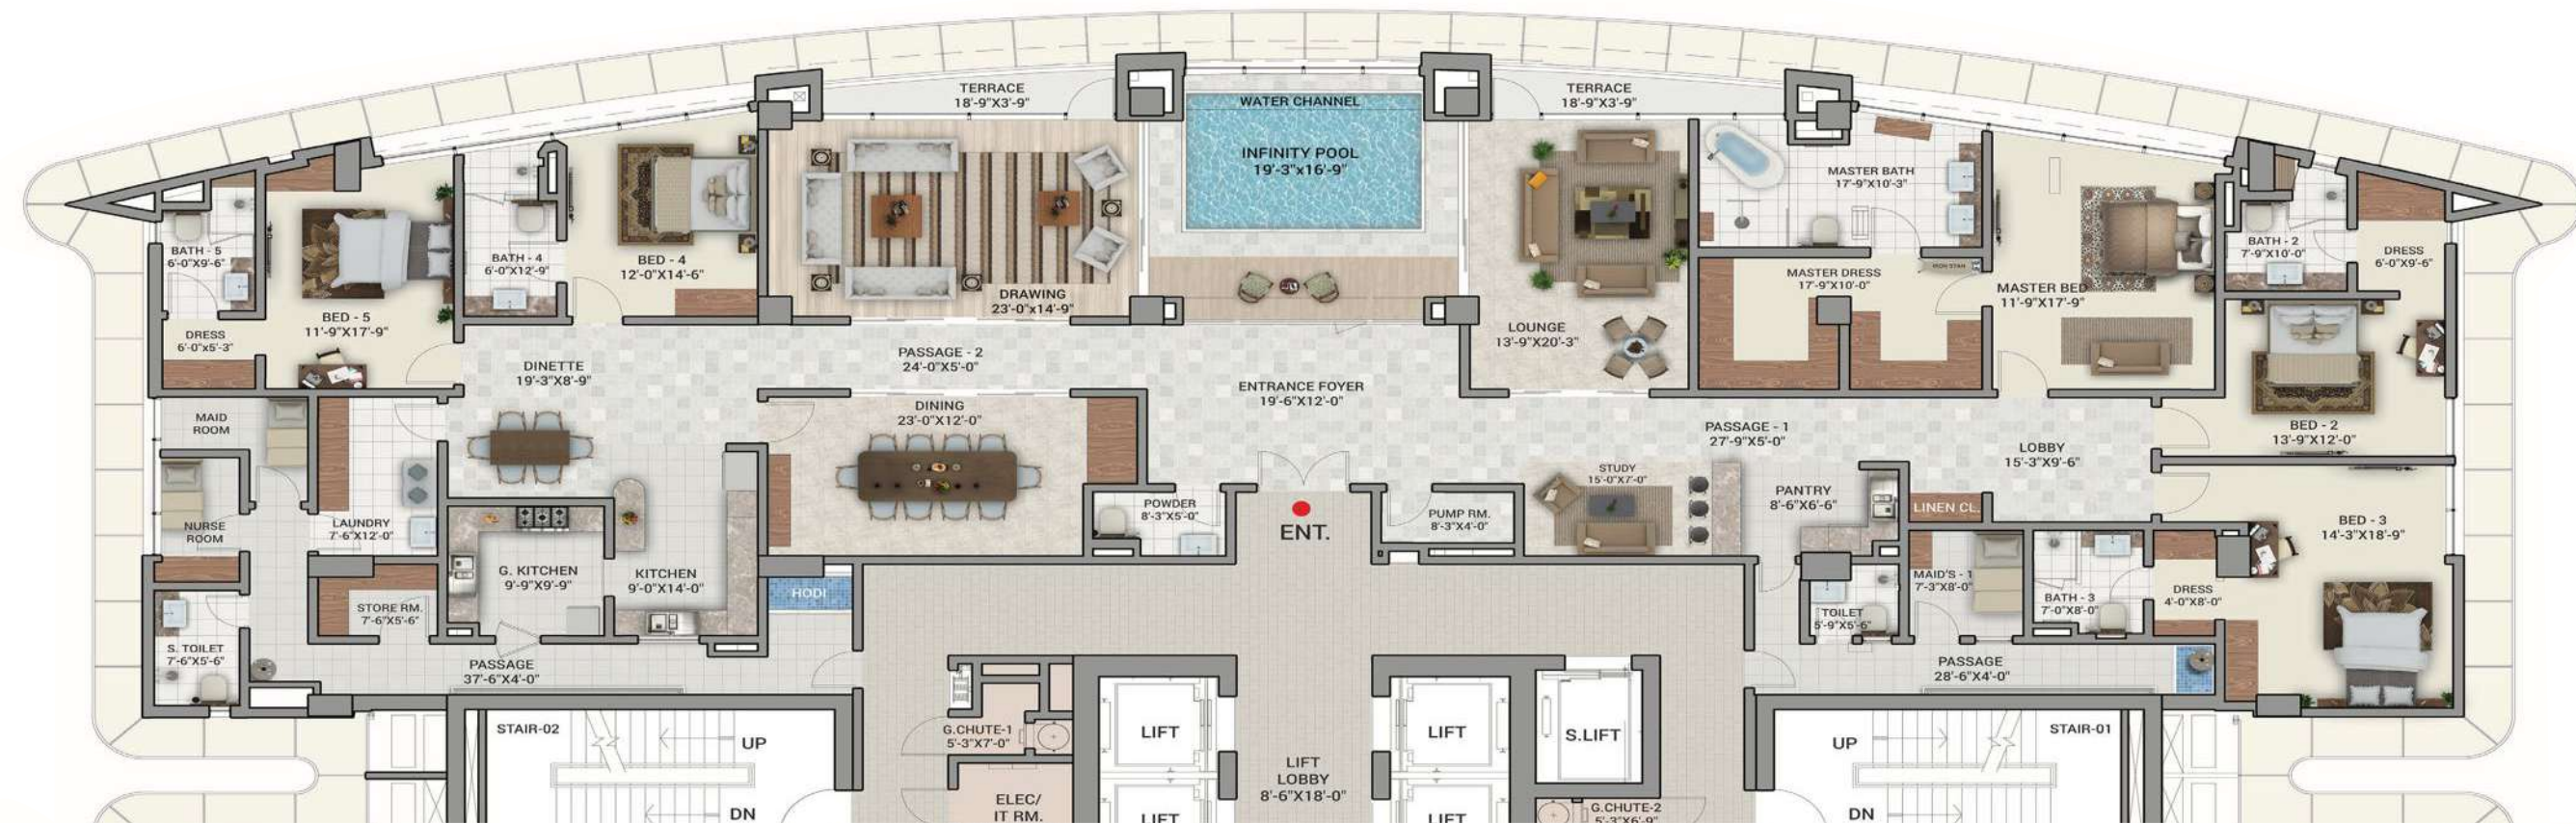 TERRACE
18'-9"X3'-9"
WATER CHANNEL
INFINITY POOL
19'-3"x16'-9"
TERRACE
18'-9"X3'-9"
BATH - 5
6'-0"X9'-6"
BED - 5
11'-9"X17'-9"
DRESS
6'-0"x5'-3"
BATH - 4
6'-0"X12'-9"
BED - 4
12'-0"X14'-6"
DRAWING
23'-0"x14'-9"
LOUNGE
13'-9"X20'-3"
MASTER BATH
17'-9"X10'-3"
MASTER DRESS
17'-9"X10'-0"
IRON STAN
MASTER BED
11'-9"X17'-9"
BATH - 2
7'-9"X10'-0"
DRESS
6'-0"X9'-6"
DINETTE
19'-3"X8'-9"
PASSAGE - 2
24'-0"X5'-0"
ENTRANCE FOYER
19'-6"X12'-0"
PASSAGE - 1
27'-9"X5'-0"
LOBBY
15'-3"X9'-6"
BED - 2
13'-9"X12'-0"
MAID
ROOM
NURSE
ROOM
LAUNDRY
7'-6"X12'-0"
DINING
23'-0"X12'-0"
POWDER
8'-3"X5'-0"
ENT.
PUMP RM.
8'-3"X4'-0"
STUDY
15'-0"X7'-0"
PANTRY
8'-6"X6'-6"
LINEN CL.
BED - 3
14'-3"X18'-9"
G. KITCHEN
9'-9"X9'-9"
KITCHEN
9'-0"X14'-0"
HODI
STORE RM.
7'-6"X5'-6"
S. TOILET
7'-6"X5'-6"
PASSAGE
37'-6"X4'-0"
TOILET
5'-9"X5'-6"
MAID'S - 1
7'-3"X8'-0"
BATH - 3
7'-0"X8'-0"
DRESS
4'-0"X8'-0"
PASSAGE
28'-6"X4'-0"
STAIR-02
UP
DN
G.CHUTE-1
5'-3"X7'-0"
ELEC/
IT RM.
LIFT
LIFT
LIFT
LOBBY
8'-6"X18'-0"
LIFT
LIFT
S.LIFT
G.CHUTE-2
5'-3"X6'-9"
STAIR-01
UP
DN